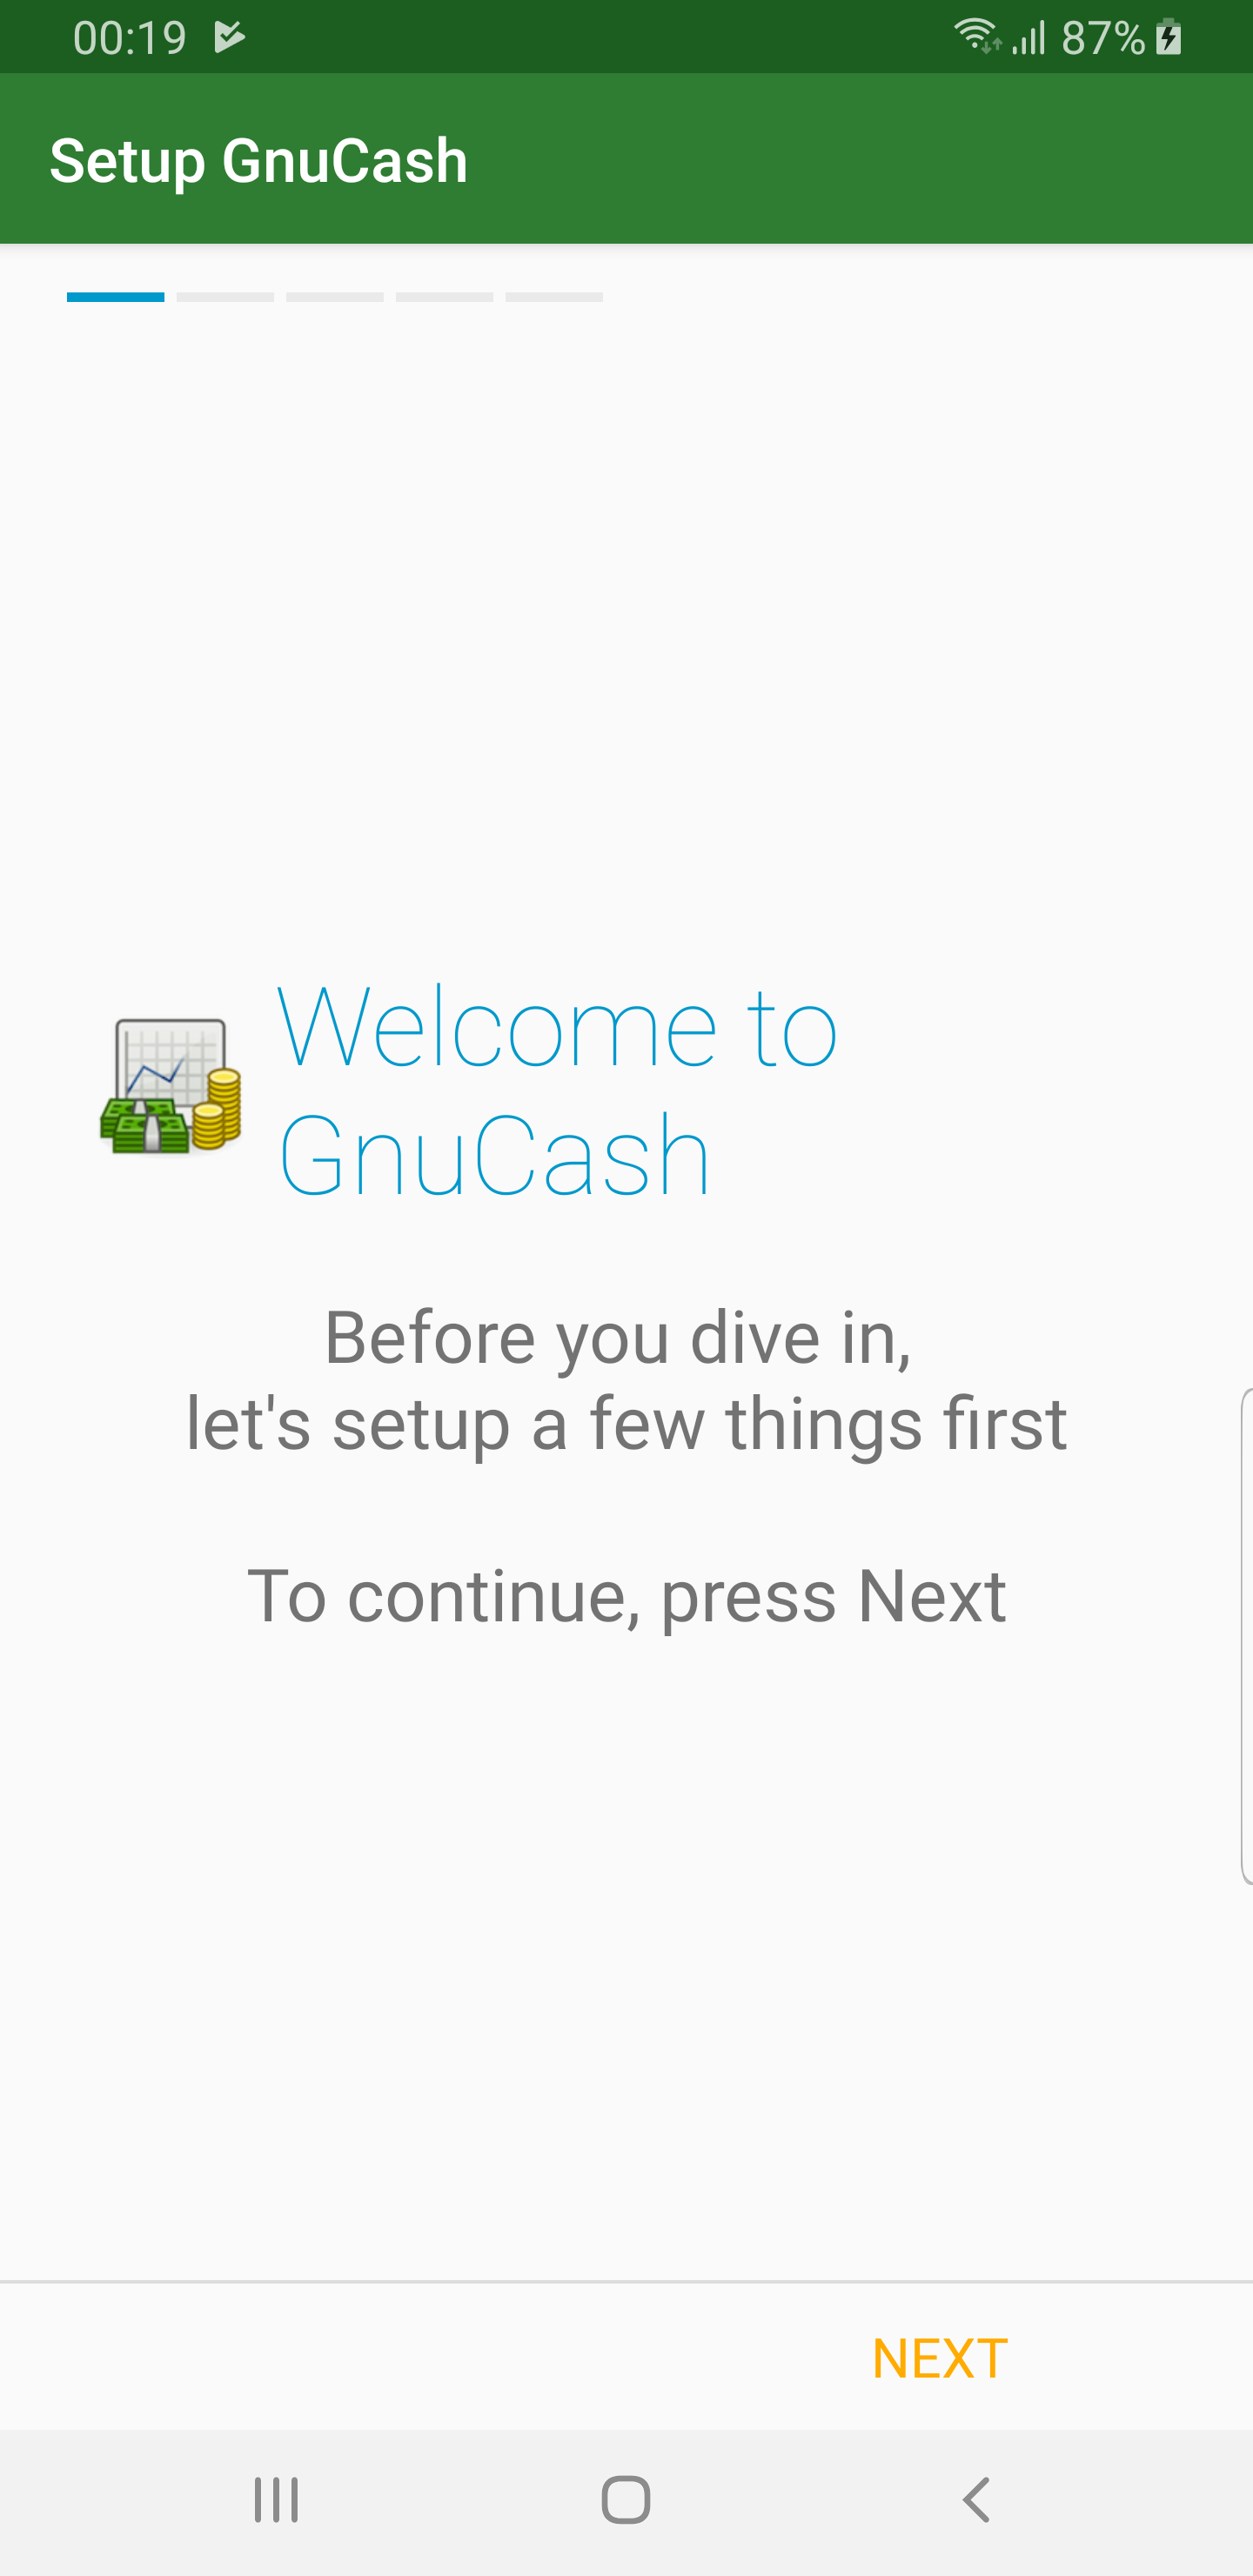 00:19
87%
Setup GnuCash
Welcome to
GnuCash
Before you dive in,
let's setup a few things first
To continue, press Next
NEXT